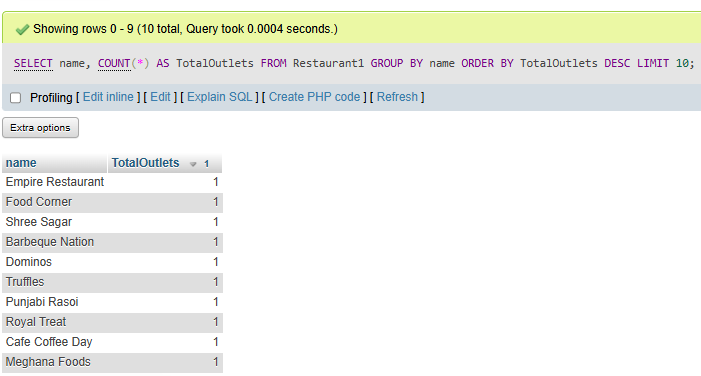 Showing rows 0 - 9 (10 total, Query took 0.0004 seconds.)
SELECT name, COUNT(*) AS TotalOutlets FROM Restaurant1 GROUP BY name ORDER BY TotalOutlets DESC LIMIT 10;
Profiling [ Edit inline ] [ Edit ] [ Explain SQL ] [ Create PHP code ] [ Refresh ]
Extra options
name TotalOutlets 1
Empire Restaurant 1
Food Corner 1
Shree Sagar 1
Barbeque Nation 1
Dominos 1
Truffles 1
Punjabi Rasoi 1
Royal Treat 1
Cafe Coffee Day 1
Meghana Foods 1